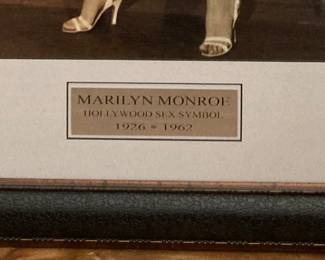 MARILYN MONROE
HOLLYWOOD SEX SYMBOL
1926 * 1962